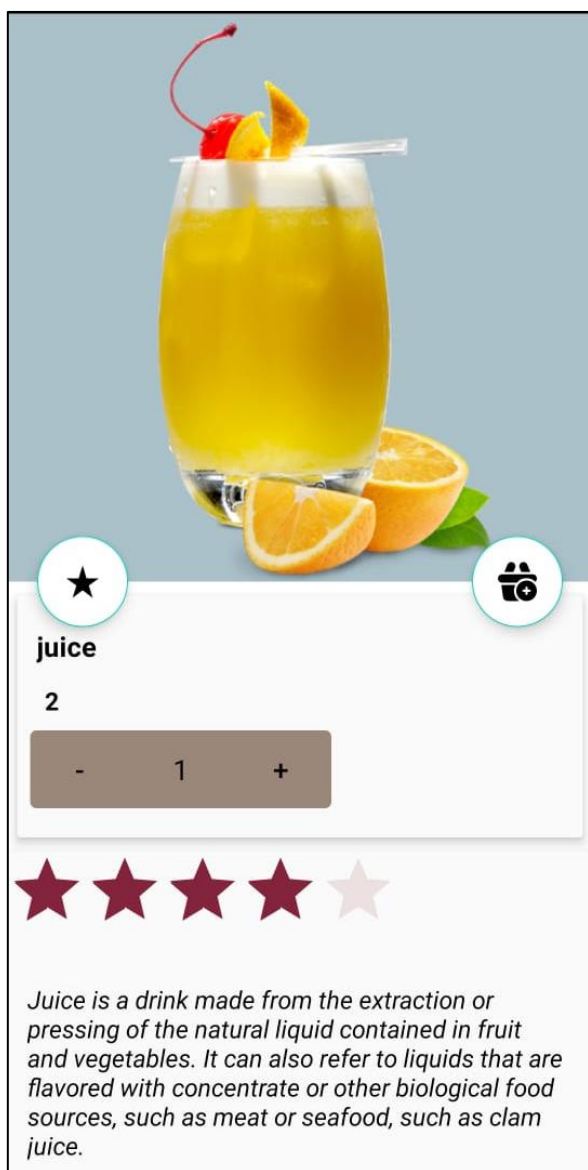 juice
2
- 1 +
Juice is a drink made from the extraction or
pressing of the natural liquid contained in fruit
and vegetables. It can also refer to liquids that are
flavored with concentrate or other biological food
sources, such as meat or seafood, such as clam
juice.